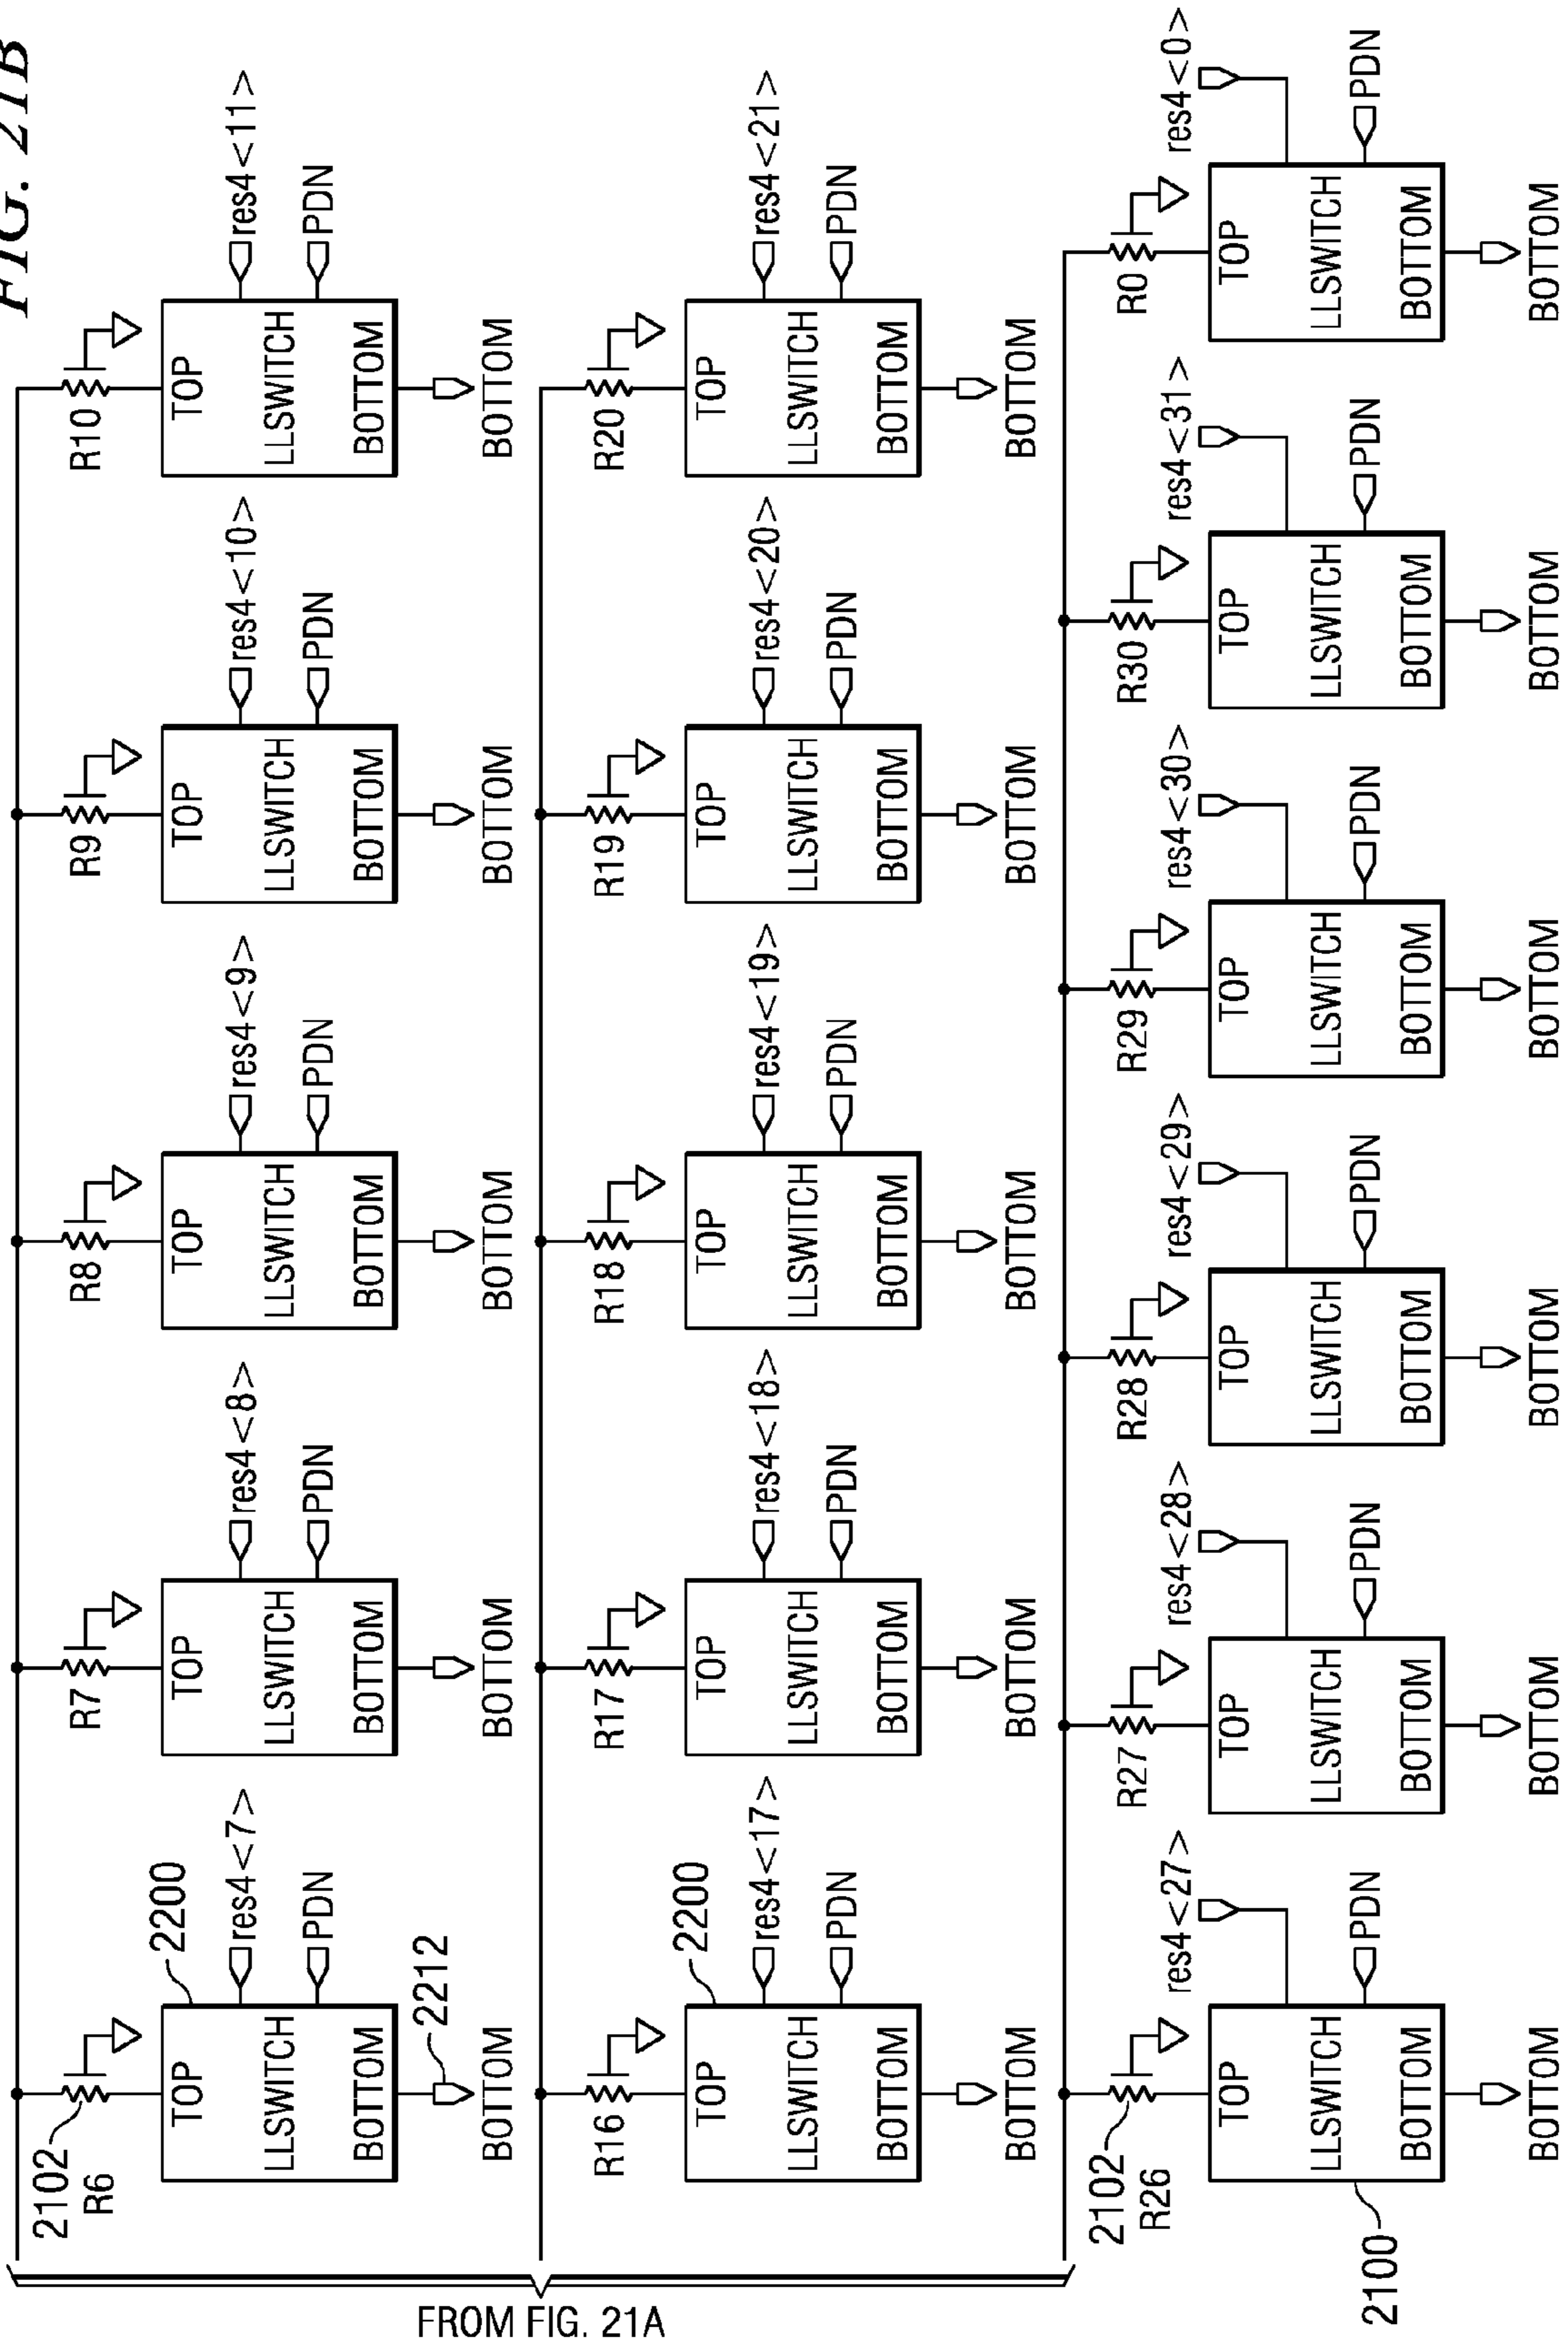 FIG. 21B
FROM FIG. 21A
2102
R6
R7
R8
R9
R10
TOP
LLSWITCH
BOTTOM
2200
res4<7>
PDN
2212
BOTTOM
TOP
LLSWITCH
BOTTOM
res4<8>
PDN
BOTTOM
TOP
LLSWITCH
BOTTOM
res4<9>
PDN
BOTTOM
TOP
LLSWITCH
BOTTOM
res4<10>
PDN
BOTTOM
TOP
LLSWITCH
BOTTOM
res4<11>
PDN
BOTTOM
R16
R17
R18
R19
R20
TOP
LLSWITCH
BOTTOM
2200
res4<17>
PDN
BOTTOM
TOP
LLSWITCH
BOTTOM
res4<18>
PDN
BOTTOM
TOP
LLSWITCH
BOTTOM
res4<19>
PDN
BOTTOM
TOP
LLSWITCH
BOTTOM
res4<20>
PDN
BOTTOM
TOP
LLSWITCH
BOTTOM
res4<21>
PDN
BOTTOM
2102
R26
R27
R28
R29
R30
R0
TOP
LLSWITCH
BOTTOM
2100
res4<27>
PDN
BOTTOM
TOP
LLSWITCH
BOTTOM
res4<28>
PDN
BOTTOM
TOP
LLSWITCH
BOTTOM
res4<29>
PDN
BOTTOM
TOP
LLSWITCH
BOTTOM
res4<30>
PDN
BOTTOM
TOP
LLSWITCH
BOTTOM
res4<31>
PDN
BOTTOM
TOP
LLSWITCH
BOTTOM
res4<0>
PDN
BOTTOM